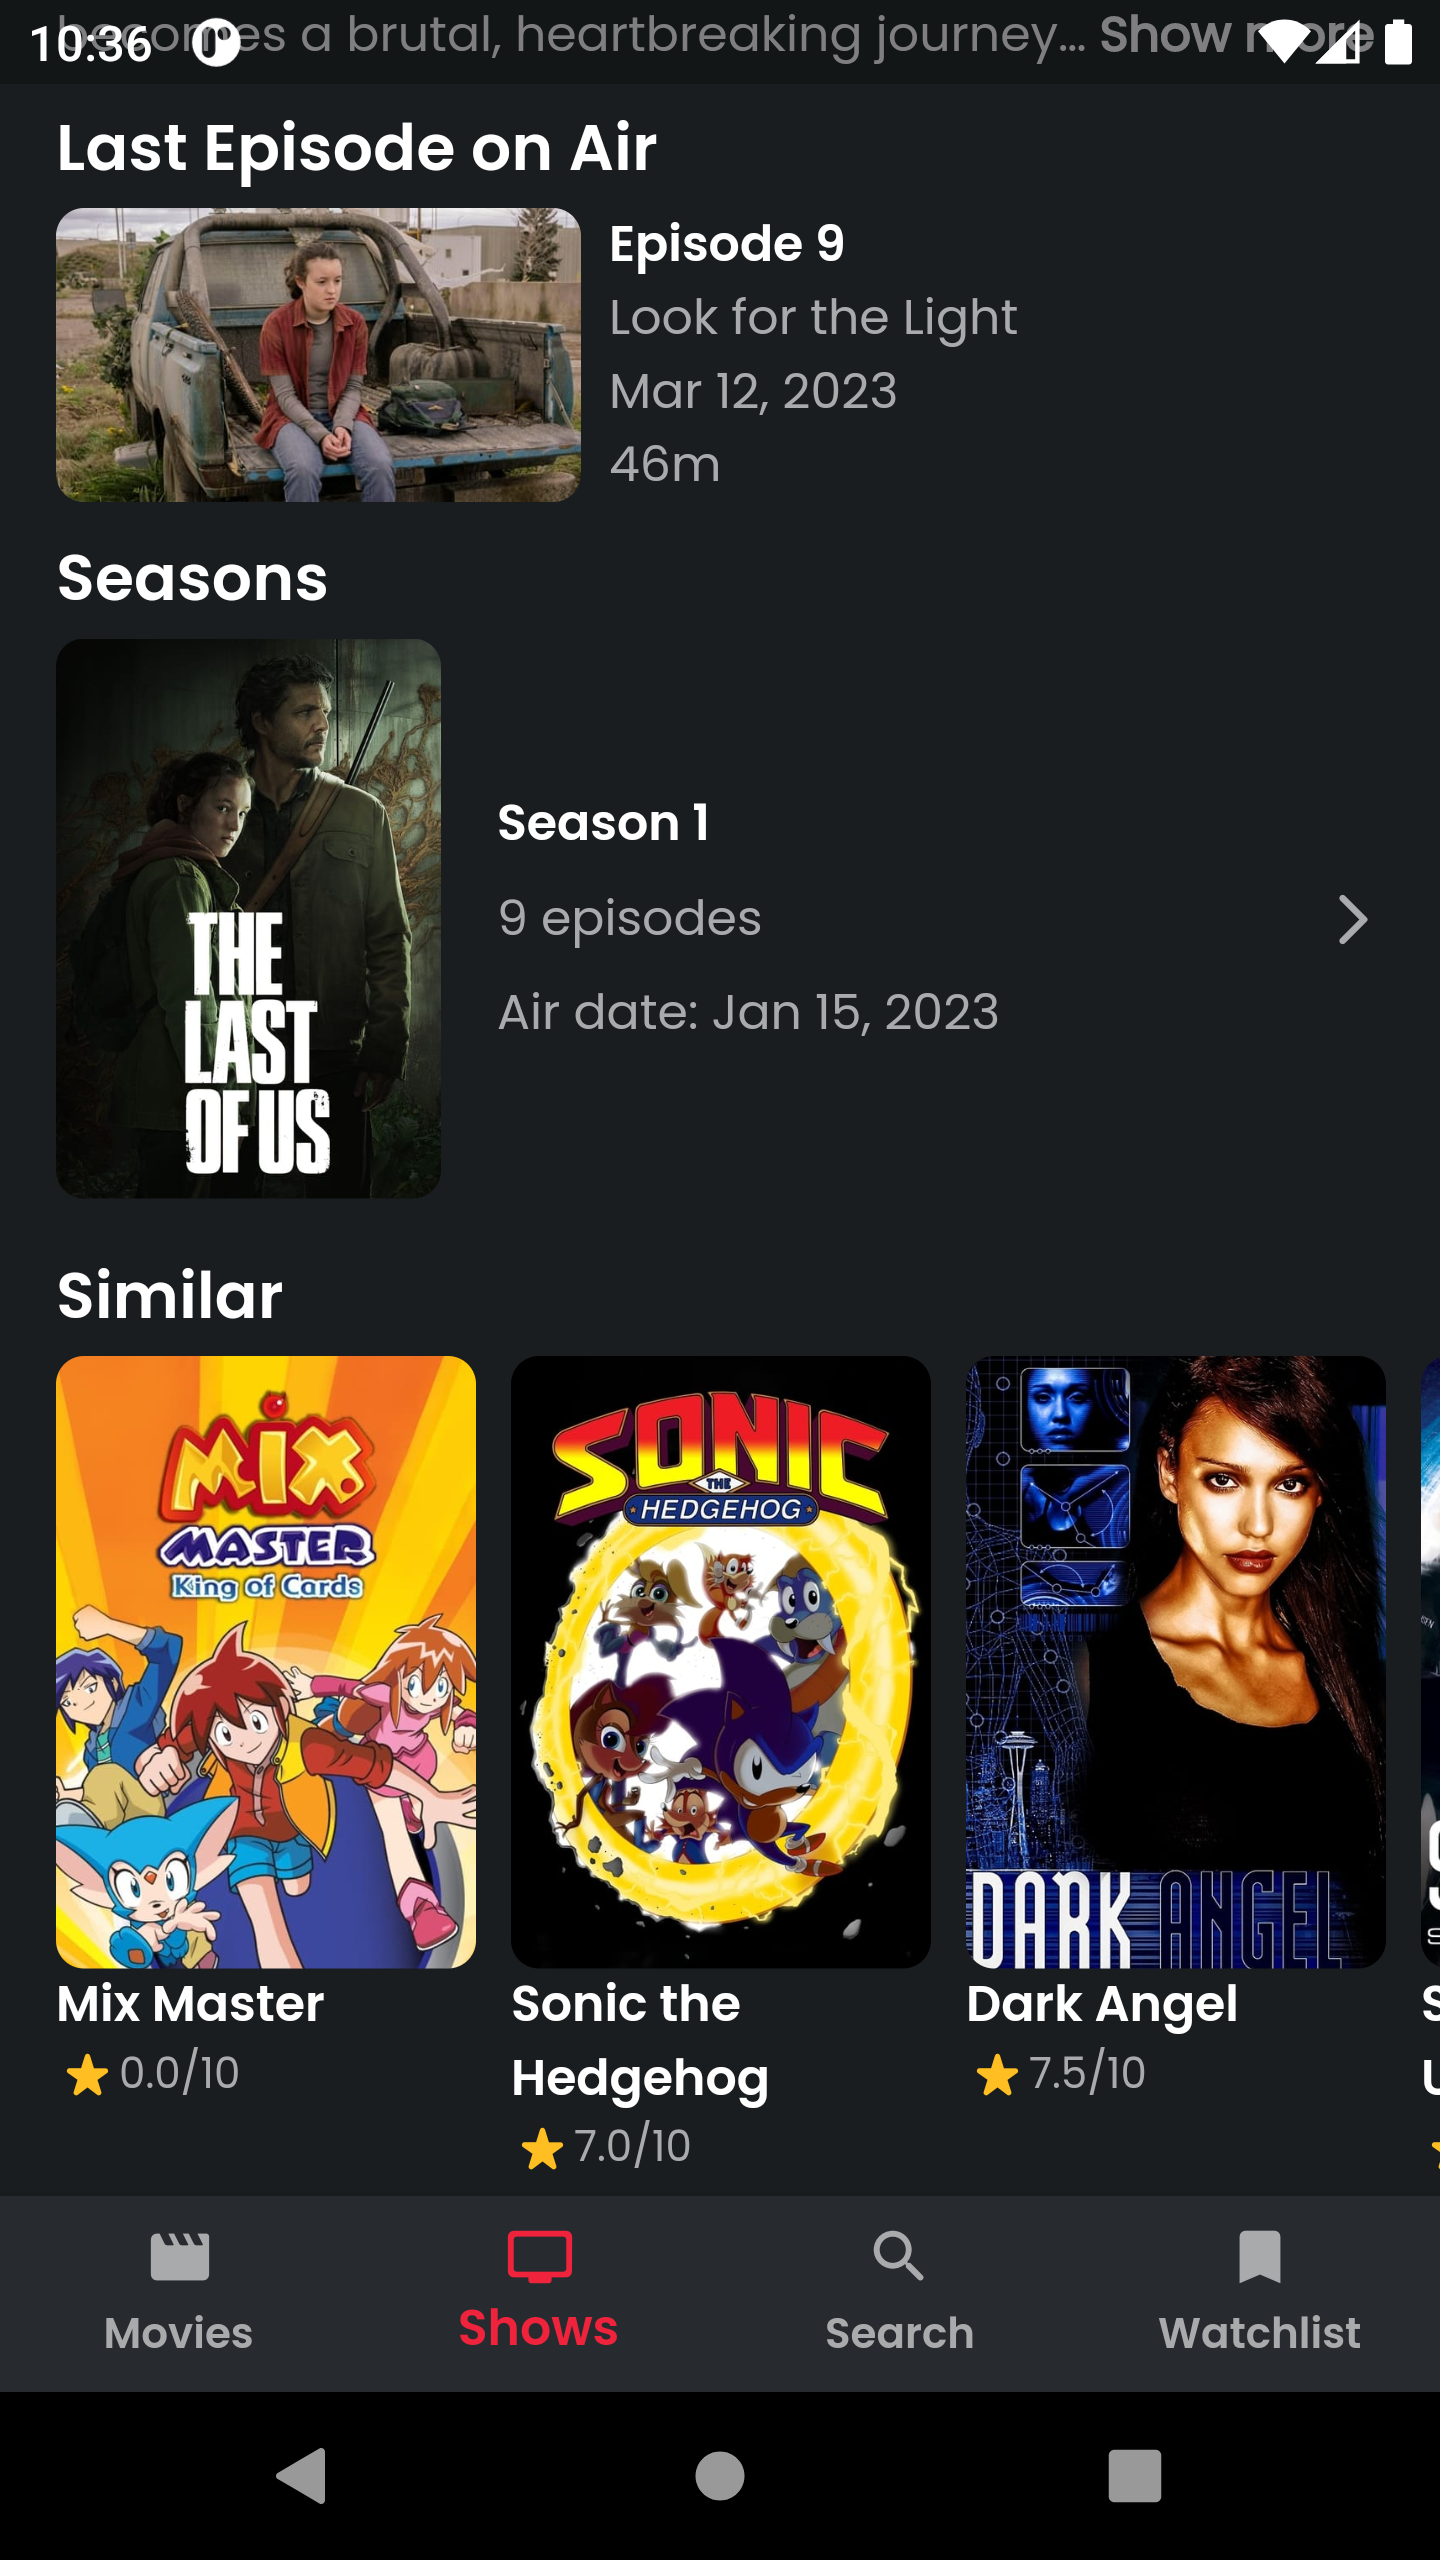 becomes a brutal, heartbreaking journey... Show more
10:36
Last Episode on Air
Episode 9
Look for the Light
Mar 12, 2023
46m
Seasons
THE
LAST
OF US
Season 1
9 episodes
Air date: Jan 15, 2023
Similar
MIX
MASTER
King of Cards
SONIC
THE
HEDGEHOG
DARK ANGEL
Mix Master
0.0/10
Sonic the
Hedgehog
7.0/10
Dark Angel
7.5/10
Movies
Shows
Search
Watchlist